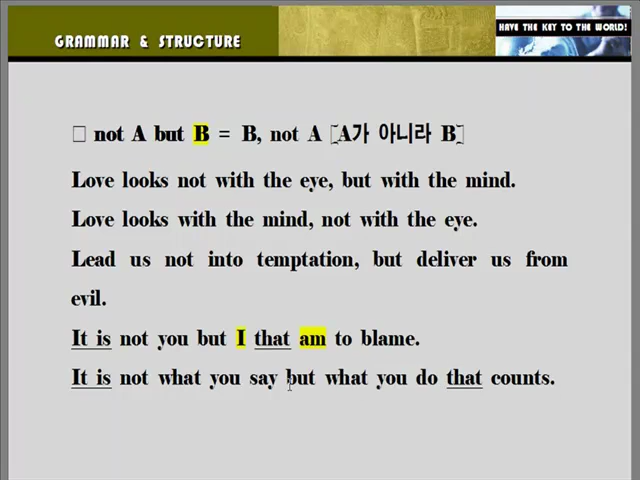 GRAMMAR & STRUCTURE
HAVE THE KEY TO THE WORLD!
□ not A but B = B, not A [A가 아니라 B]
Love looks not with the eye, but with the mind.
Love looks with the mind, not with the eye.
Lead us not into temptation, but deliver us from
evil.
It is not you but I that am to blame.
It is not what you say but what you do that counts.